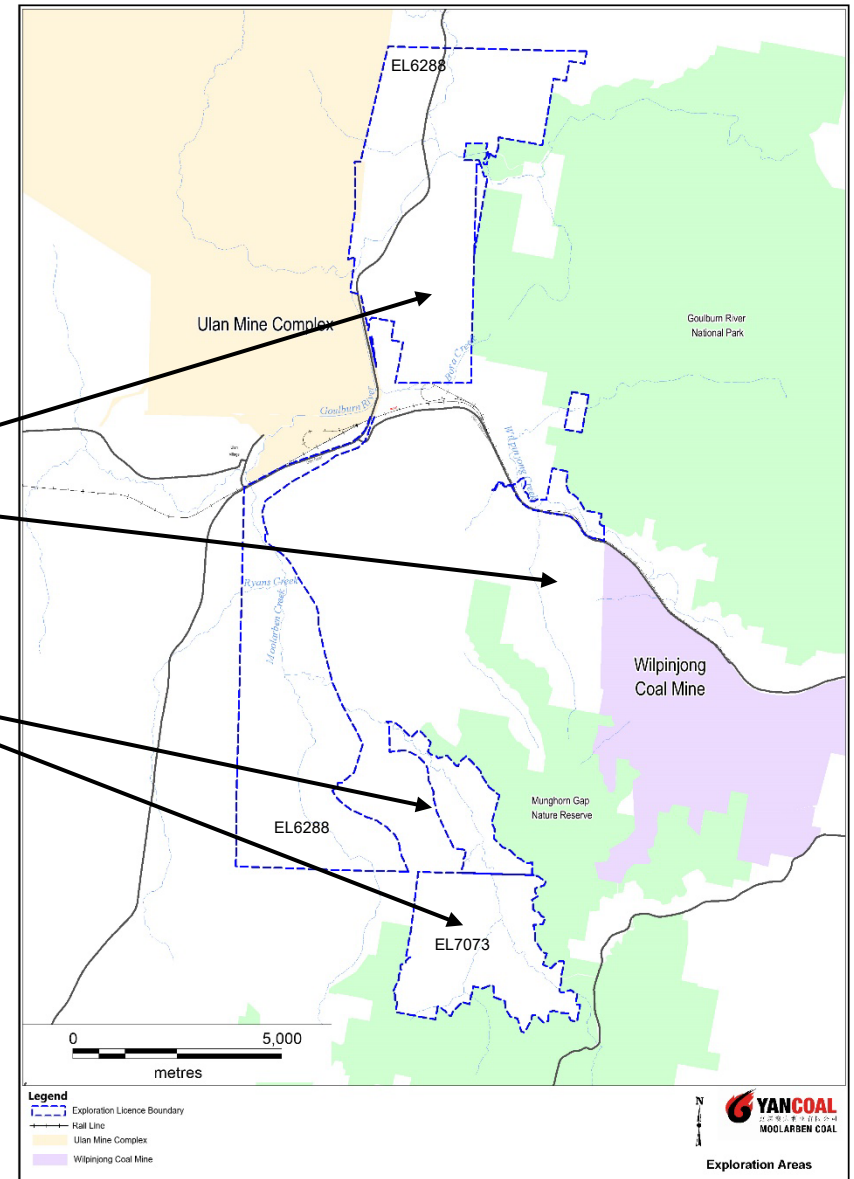 EL6288
Ulan Mine Complex
Goulburn River
National Park
Goulburn River
Bora Creek
Wilpinjong Creek
Ryans Creek
Moolarben Creek
Wilpinjong
Coal Mine
Munghorn Gap
Nature Reserve
EL6288
EL7073
0 5,000
metres
Legend
Exploration Licence Boundary
Rail Line
Ulan Mine Complex
Wilpinjong Coal Mine
N
YANCOAL
MOOLARBEN COAL
Exploration Areas